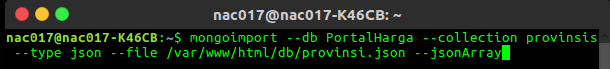 nac017@nac017-K46CB: ~
nac017@nac017-K46CB:~$ mongoimport --db PortalHarga --collection provinsis
--type json --file /var/www/html/db/provinsi.json --jsonArray